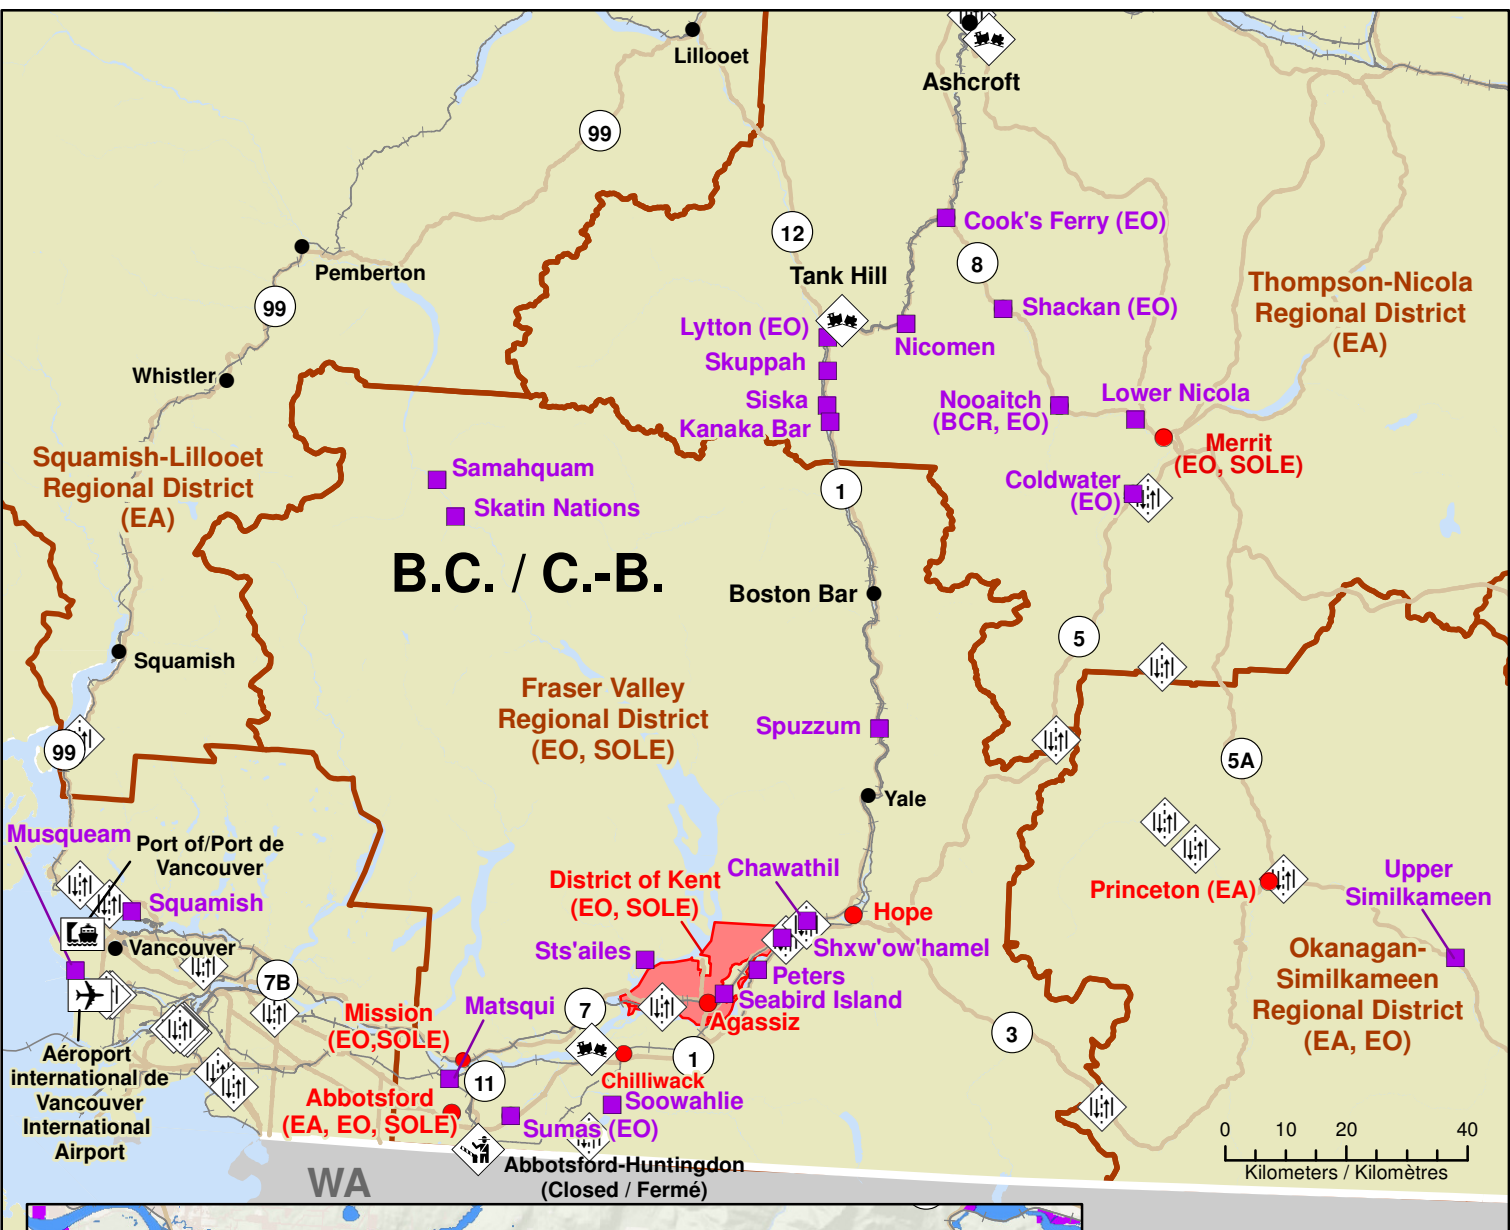 Lillooet
Ashcroft
99
12
Cook's Ferry (EO)
8
Tank Hill
Pemberton
99
Thompson-Nicola
Regional District
(EA)
Shackan (EO)
Lytton (EO)
Nicomen
Skuppah
Whistler
Siska
Kanaka Bar
Nooaitch
(BCR, EO)
Lower Nicola
Merrit
(EO, SOLE)
Squamish-Lillooet
Regional District
(EA)
Samahquam
Skatin Nations
1
Coldwater
(EO)
B.C. / C.-B.
Boston Bar
5
Squamish
Fraser Valley
Regional District
(EO, SOLE)
Spuzzum
99
5A
Yale
Musqueam
Port of/Port de
Vancouver
Squamish
Vancouver
Chawathil
District of Kent
(EO, SOLE)
Hope
Princeton (EA)
Upper
Similkameen
Sts'ailes
Shxw'ow'hamel
Peters
Seabird Island
Agassiz
7B
Okanagan-
Similkameen
Regional District
(EA, EO)
Matsqui
7
Mission
(EO,SOLE)
3
1
Aéroport
international de
Vancouver
International
Airport
11
Chilliwack
Abbotsford
(EA, EO, SOLE)
Soowahlie
Sumas (EO)
Abbotsford-Huntingdon
(Closed / Fermé)
WA
0 10 20 40
Kilometers / Kilomètres